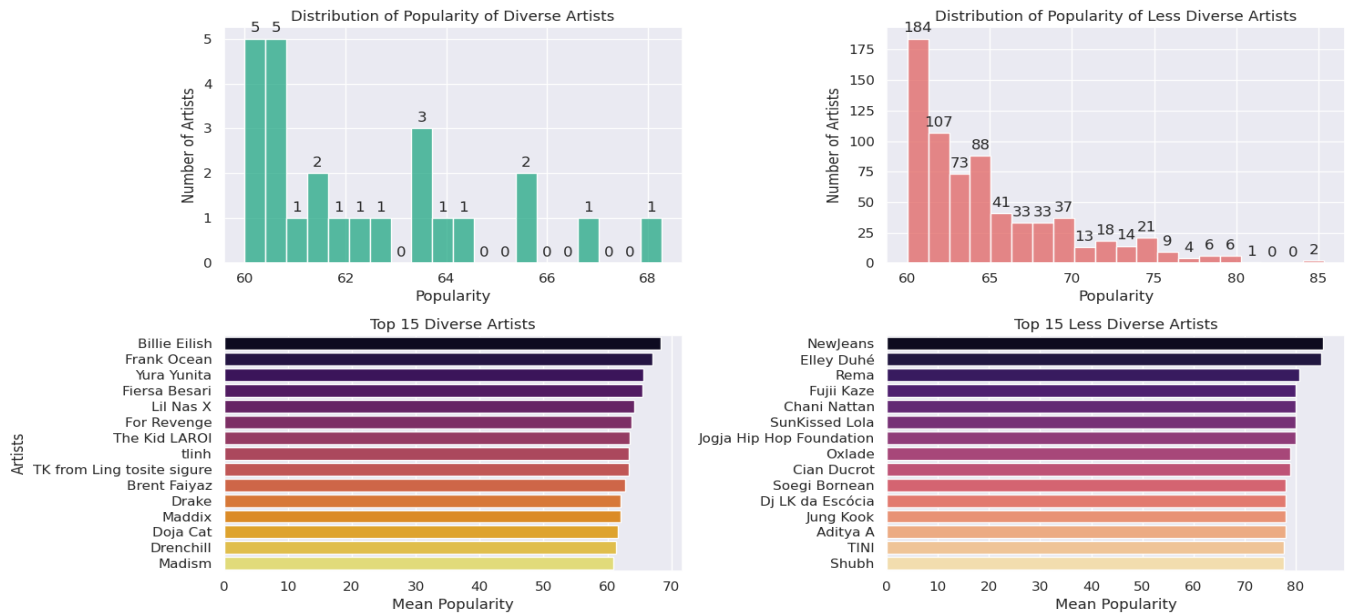 Distribution of Popularity of Diverse Artists
Number of Artists
5
4
3
2
1
0
5 5 1 2 1 1 1 0 3 1 1 0 0 2 0 0 1 0 0 1
60 62 64 66 68
Popularity
Distribution of Popularity of Less Diverse Artists
Number of Artists
175
150
125
100
75
50
25
0
184 107 73 88 41 33 33 37 13 18 14 21 9 4 6 6 1 0 0 2
60 65 70 75 80 85
Popularity
Top 15 Diverse Artists
Artists
Billie Eilish
Frank Ocean
Yura Yunita
Fiersa Besari
Lil Nas X
For Revenge
The Kid LAROI
tlinh
TK from Ling tosite sigure
Brent Faiyaz
Drake
Maddix
Doja Cat
Drenchill
Madism
0 10 20 30 40 50 60 70
Mean Popularity
Top 15 Less Diverse Artists
NewJeans
Elley Duhé
Rema
Fujii Kaze
Chani Nattan
SunKissed Lola
Jogja Hip Hop Foundation
Oxlade
Cian Ducrot
Soegi Bornean
Dj LK da Escócia
Jung Kook
Aditya A
TINI
Shubh
0 10 20 30 40 50 60 70 80
Mean Popularity